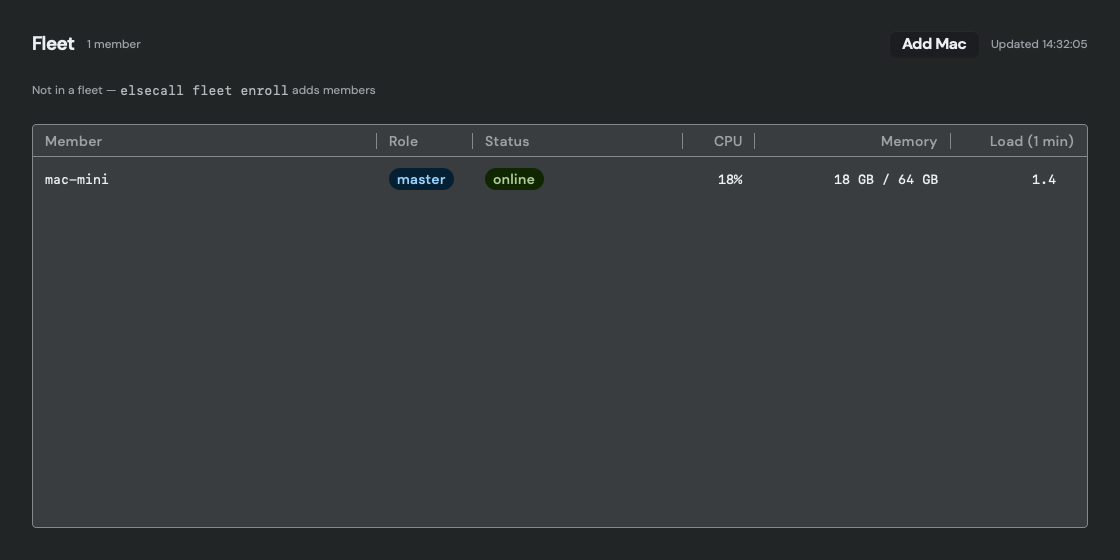 Fleet 1 member Add Mac Updated 14:32:05
Not in a fleet — elsecall fleet enroll adds members
Member Role Status CPU Memory Load (1 min)
mac-mini master online 18% 18 GB / 64 GB 1.4